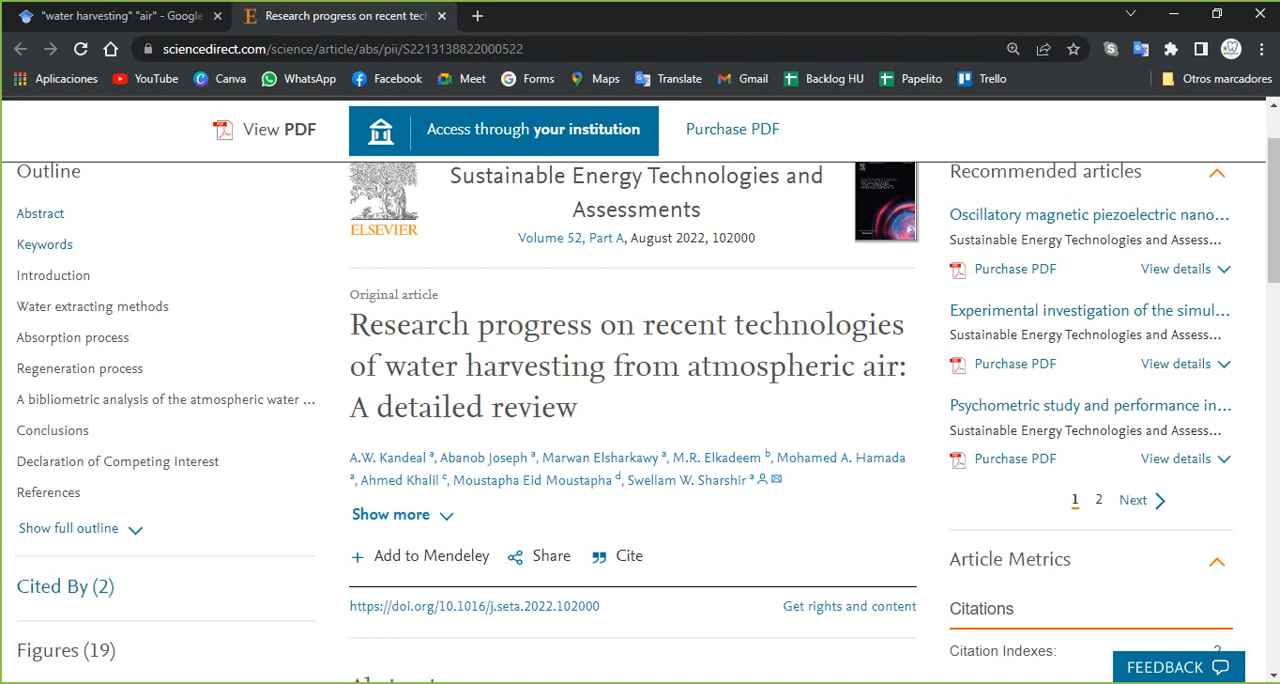 "water harvesting" "air" - Google
Research progress on recent tec
sciencedirect.com/science/article/abs/pii/S2213138822000522
Aplicaciones
YouTube
Canva
WhatsApp
Facebook
Meet
Forms
Maps
Translate
Gmail
Backlog HU
Papelito
Trello
Otros marcadores
View PDF
Access through your institution
Purchase PDF
Outline
Abstract
Keywords
Introduction
Water extracting methods
Absorption process
Regeneration process
A bibliometric analysis of the atmospheric water ...
Conclusions
Declaration of Competing Interest
References
Show full outline
Cited By (2)
Figures (19)
ELSEVIER
Sustainable Energy Technologies and
Assessments
Volume 52, Part A, August 2022, 102000
Original article
Research progress on recent technologies
of water harvesting from atmospheric air:
A detailed review
A.W. Kandeal a, Abanob Joseph a, Marwan Elsharkawy a, M.R. Elkadeem b, Mohamed A. Hamada
a, Ahmed Khalil c, Moustapha Eid Moustapha d, Swellam W. Sharshir a
Show more
+ Add to Mendeley
Share
Cite
https://doi.org/10.1016/j.seta.2022.102000
Get rights and content
Recommended articles
Oscillatory magnetic piezoelectric nano...
Sustainable Energy Technologies and Assess...
Purchase PDF
View details
Experimental investigation of the simul...
Sustainable Energy Technologies and Assess...
Purchase PDF
View details
Psychometric study and performance in...
Sustainable Energy Technologies and Assess...
Purchase PDF
View details
1 2 Next
Article Metrics
Citations
Citation Indexes:
FEEDBACK